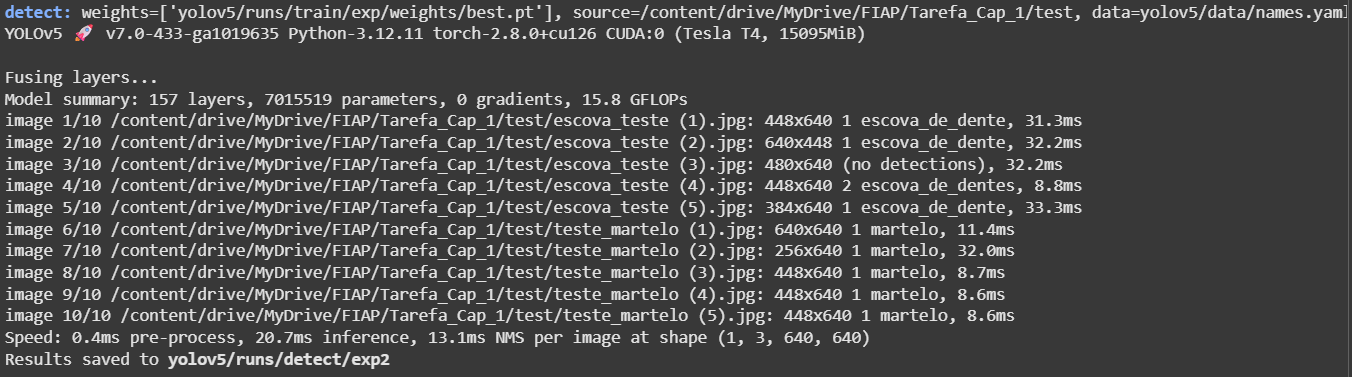 detect: weights=['yolov5/runs/train/exp/weights/best.pt'], source=/content/drive/MyDrive/FIAP/Tarefa_Cap_1/test, data=yolov5/data/names.yaml
YOLOv5 🚀 v7.0-433-ga1019635 Python-3.12.11 torch-2.8.0+cu126 CUDA:0 (Tesla T4, 15095MiB)
Fusing layers...
Model summary: 157 layers, 7015519 parameters, 0 gradients, 15.8 GFLOPs
image 1/10 /content/drive/MyDrive/FIAP/Tarefa_Cap_1/test/escova_teste (1).jpg: 448x640 1 escova_de_dente, 31.3ms
image 2/10 /content/drive/MyDrive/FIAP/Tarefa_Cap_1/test/escova_teste (2).jpg: 640x448 1 escova_de_dente, 32.2ms
image 3/10 /content/drive/MyDrive/FIAP/Tarefa_Cap_1/test/escova_teste (3).jpg: 480x640 (no detections), 32.2ms
image 4/10 /content/drive/MyDrive/FIAP/Tarefa_Cap_1/test/escova_teste (4).jpg: 448x640 2 escova_de_dentes, 8.8ms
image 5/10 /content/drive/MyDrive/FIAP/Tarefa_Cap_1/test/escova_teste (5).jpg: 384x640 1 escova_de_dente, 33.3ms
image 6/10 /content/drive/MyDrive/FIAP/Tarefa_Cap_1/test/teste_martelo (1).jpg: 640x640 1 martelo, 11.4ms
image 7/10 /content/drive/MyDrive/FIAP/Tarefa_Cap_1/test/teste_martelo (2).jpg: 256x640 1 martelo, 32.0ms
image 8/10 /content/drive/MyDrive/FIAP/Tarefa_Cap_1/test/teste_martelo (3).jpg: 448x640 1 martelo, 8.7ms
image 9/10 /content/drive/MyDrive/FIAP/Tarefa_Cap_1/test/teste_martelo (4).jpg: 448x640 1 martelo, 8.6ms
image 10/10 /content/drive/MyDrive/FIAP/Tarefa_Cap_1/test/teste_martelo (5).jpg: 448x640 1 martelo, 8.6ms
Speed: 0.4ms pre-process, 20.7ms inference, 13.1ms NMS per image at shape (1, 3, 640, 640)
Results saved to yolov5/runs/detect/exp2